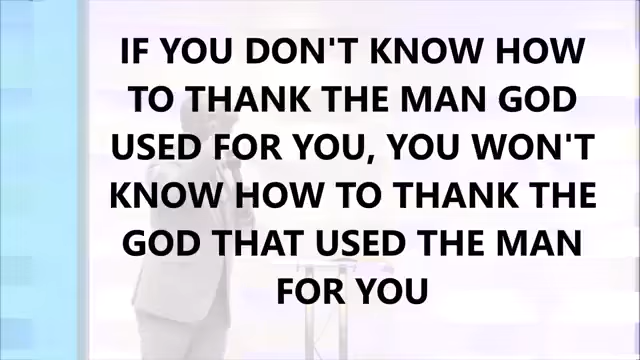 IF YOU DON'T KNOW HOW
TO THANK THE MAN GOD
USED FOR YOU, YOU WON'T
KNOW HOW TO THANK THE
GOD THAT USED THE MAN
FOR YOU